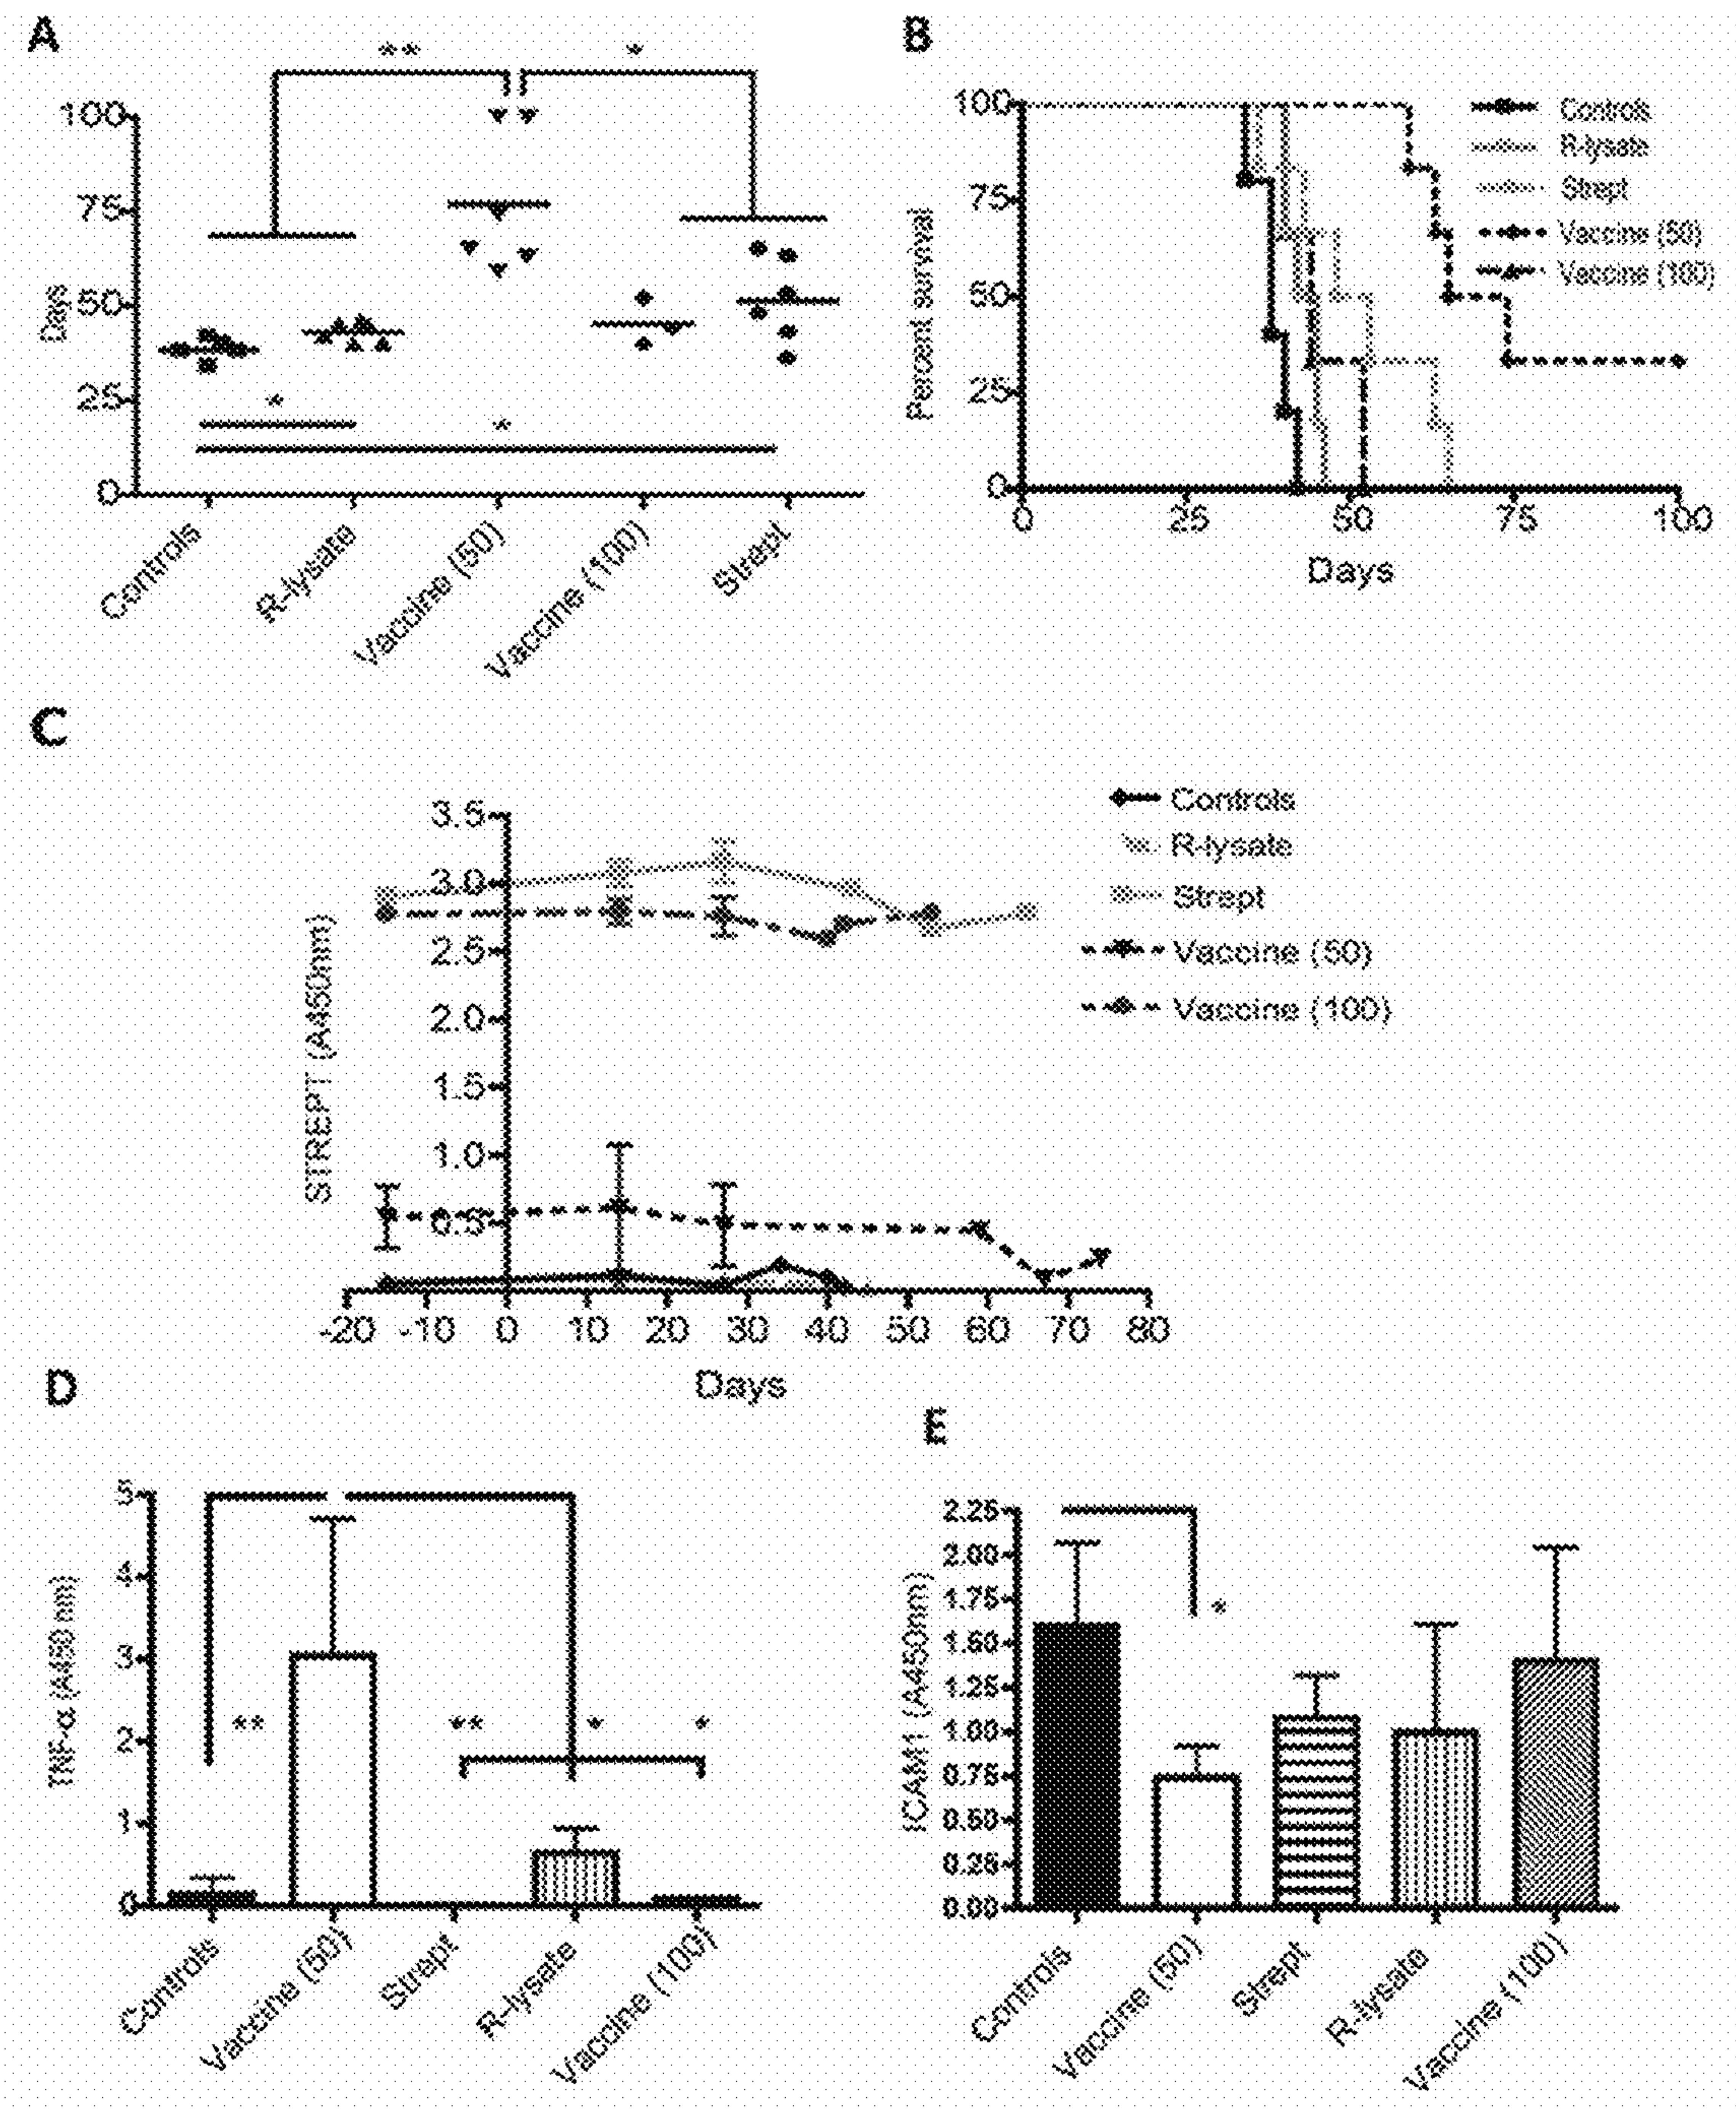 A
** *
100
75
50
25
0
Days
* *
Controls
R-lysate
Vaccine (50)
Vaccine (100)
Strept
B
100
75
50
25
0
Percent survival
0 25 50 75 100
Days
Controls
R-lysate
Strept
Vaccine (50)
Vaccine (100)
C
3.5
3.0
2.5
2.0
1.5
1.0
0.5
STREPT (A450nm)
-20 -10 0 10 20 30 40 50 60 70 80
Days
Controls
R-lysate
Strept
Vaccine (50)
Vaccine (100)
D
5
4
3
2
1
0
TNF-α (A450 nm)
** ** * *
Controls
Vaccine (50)
Strept
R-lysate
Vaccine (100)
E
2.25
2.00
1.75
1.50
1.25
1.00
0.75
0.50
0.25
0.00
ICAM1 (A450nm)
*
Controls
Vaccine (50)
Strept
R-lysate
Vaccine (100)